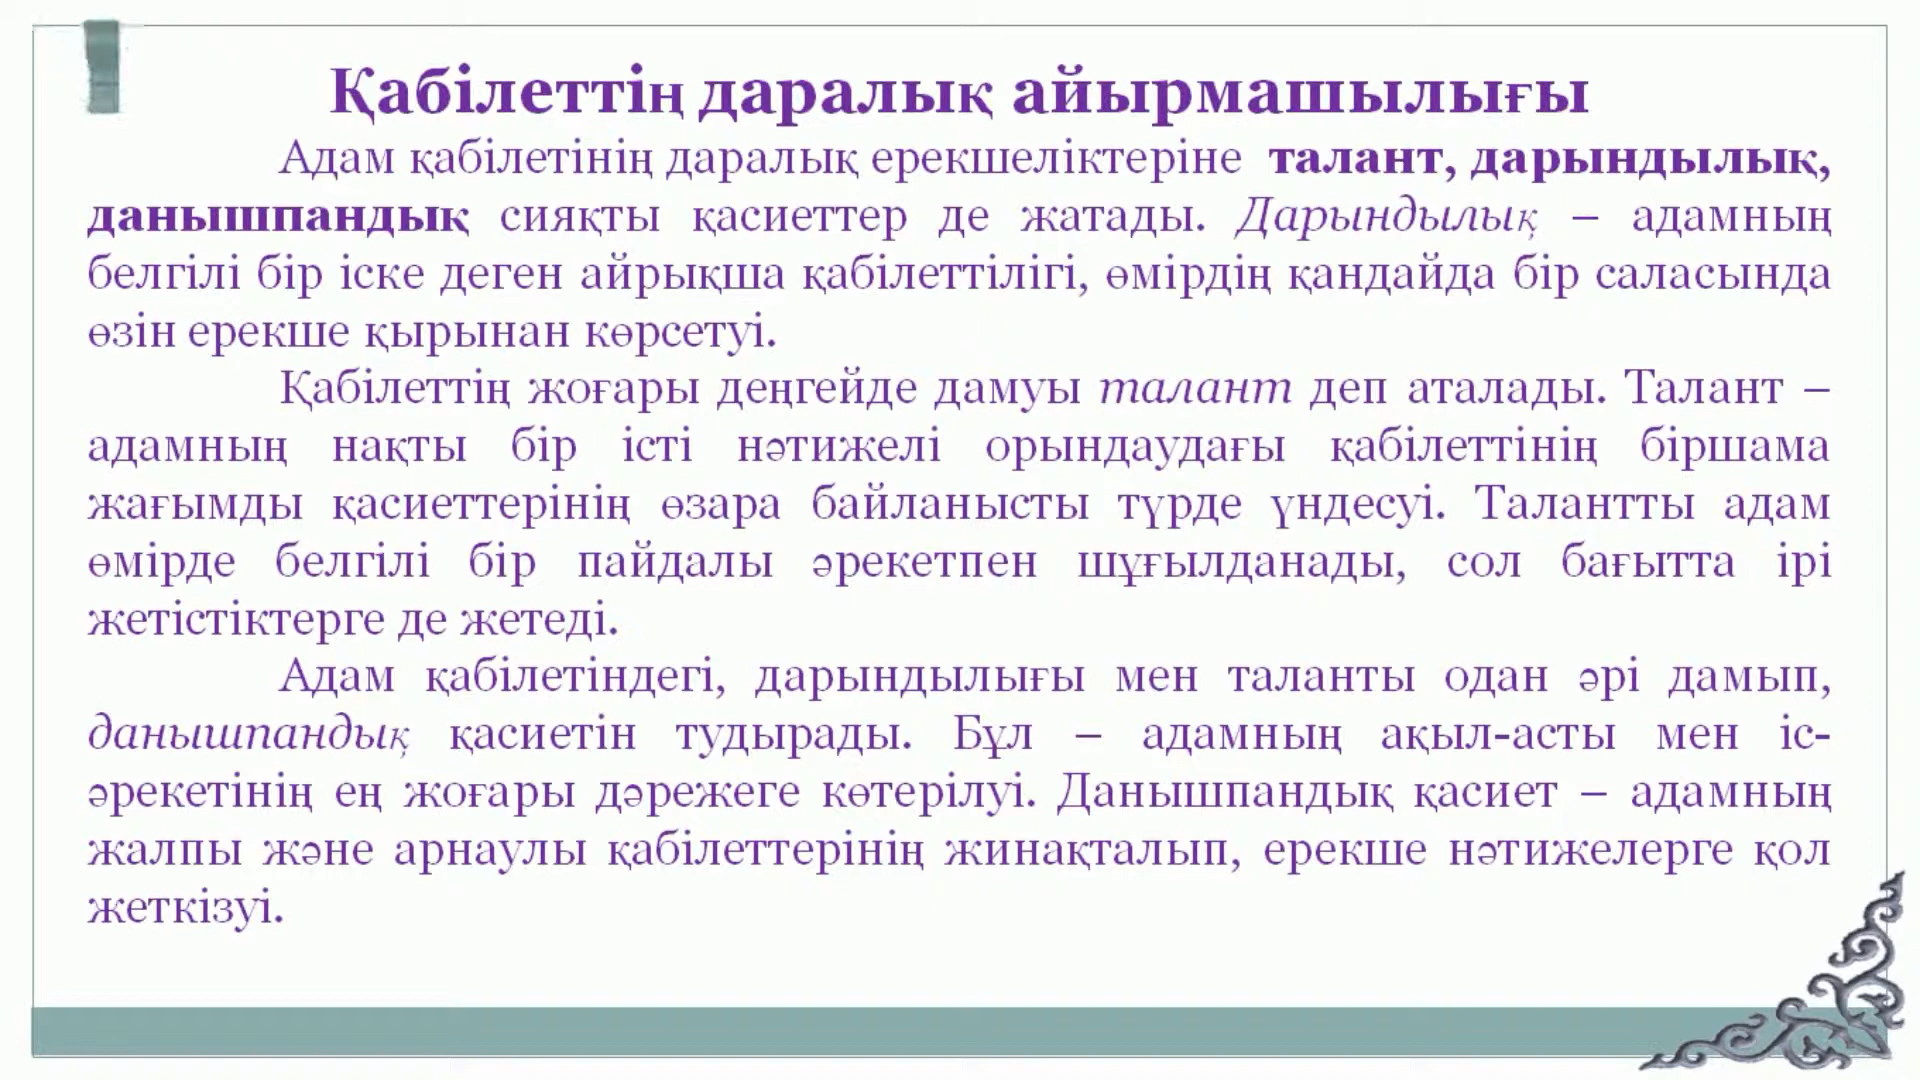 Қабілеттің даралық айырмашылығы
Адам қабілетінің даралық ерекшеліктеріне талант, дарындылық,
данышпандық сияқты қасиеттер де жатады. Дарындылық – адамның
белгілі бір іске деген айрықша қабілеттілігі, өмірдің қандайда бір саласында
өзін ерекше қырынан көрсетуі.
Қабілеттің жоғары деңгейде дамуы талант деп аталады. Талант –
адамның нақты бір істі нәтижелі орындаудағы қабілеттінің біршама
жағымды қасиеттерінің өзара байланысты түрде үндесуі. Талантты адам
өмірде белгілі бір пайдалы әрекетпен шұғылданады, сол бағытта ірі
жетістіктерге де жетеді.
Адам қабілетіндегі, дарындылығы мен таланты одан әрі дамып,
данышпандық қасиетін тудырады. Бұл – адамның ақыл-асты мен іс-
әрекетінің ең жоғары дәрежеге көтерілуі. Данышпандық қасиет – адамның
жалпы және арнаулы қабілеттерінің жинақталып, ерекше нәтижелерге қол
жеткізуі.